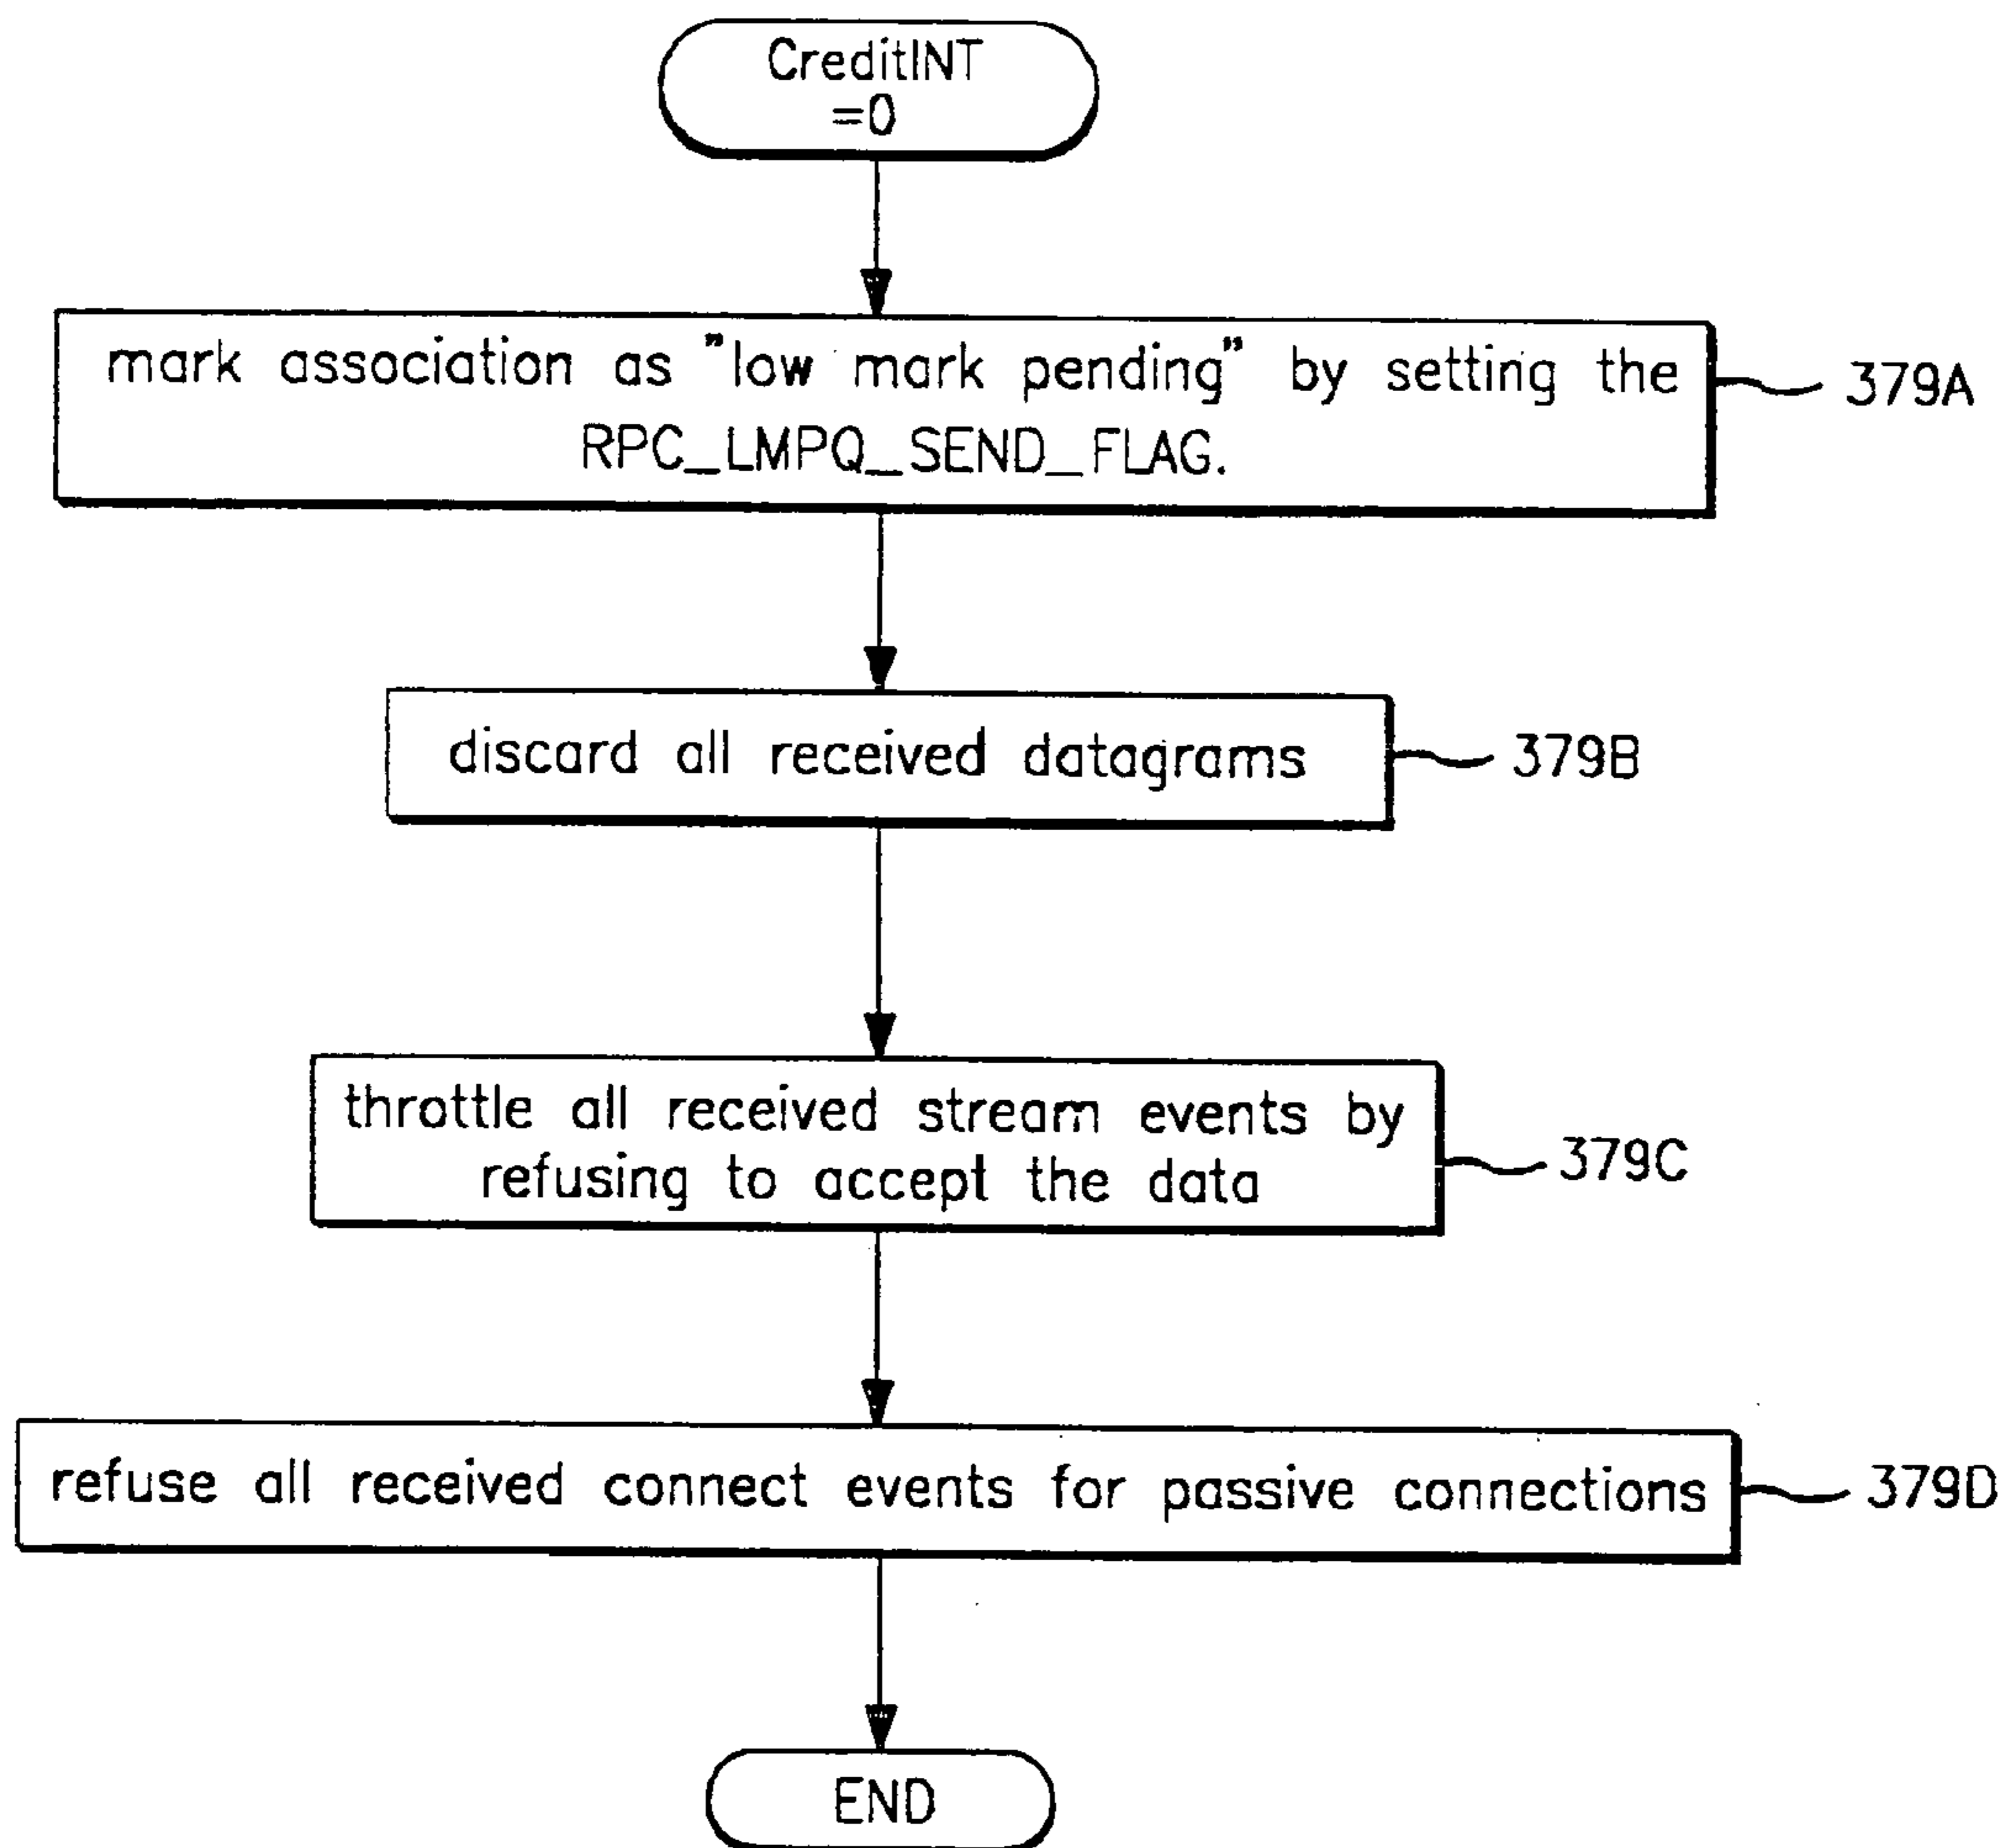 CreditINT
=0
mark association as "low mark pending" by setting the
RPC_LMPQ_SEND_FLAG.
379A
discard all received datagrams
379B
throttle all received stream events by
refusing to accept the data
379C
refuse all received connect events for passive connections
379D
END